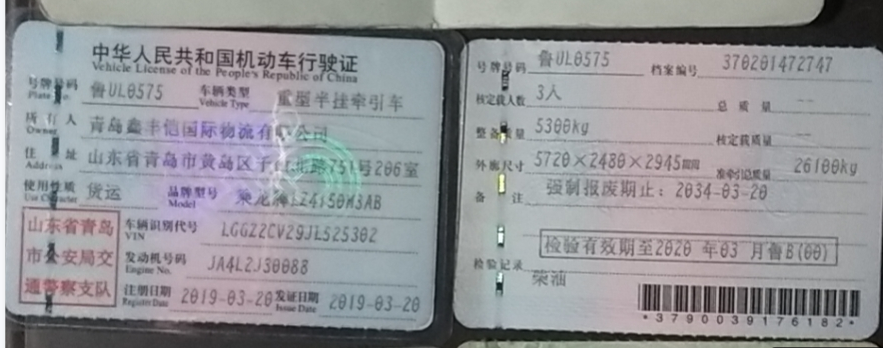 中华人民共和国机动车行驶证
Vehicle License of the People's Republic of China
号牌号码 鲁UL0575 车辆类型 重型半挂牵引车
Plate No. Vehicle Type
所有人 青岛鑫丰恺国际物流有限公司
Owner
住址 山东省青岛市黄岛区千山北路751号206室
Address
使用性质 货运 品牌型号 乘龙牌LZ4150M3AB
Use Character Model
山东省青岛
市公安局交
通警察支队
车辆识别代号 LGGZ2CV29JL525302
VIN
发动机号码 JA4L2J30088
Engine No.
注册日期 2019-03-20 发证日期 2019-03-20
Register Date Issue Date
号牌号码 鲁UL0575 档案编号 370201472747
核定载人数 3人 总质量 --
整备质量 5300kg 核定载质量 --
外廓尺寸 5720×2480×2945mm 准牵引总质量 26100kg
备注 强制报废期止：2034-03-20
检验有效期至2020年03月鲁B(00)
检验记录
柴油
*3790039176182*